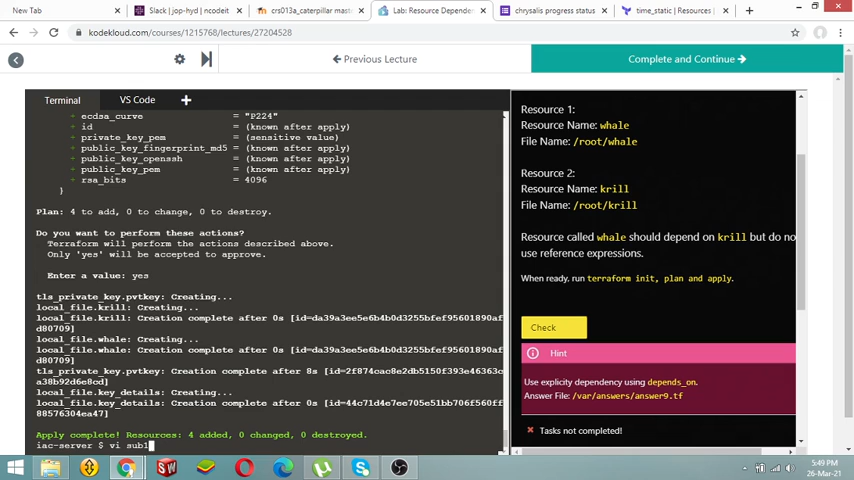 New Tab
Slack | jop-hyd | ncodeit
crs013a_caterpillar mast
Lab: Resource Depende
chrysalis progress status
time_static | Resources |
kodekloud.com/courses/1215768/lectures/27204528
Previous Lecture
Complete and Continue
Terminal
VS Code
+ ecdsa_curve = "P224"
+ id = (known after apply)
+ private_key_pem = (sensitive value)
+ public_key_fingerprint_md5 = (known after apply)
+ public_key_openssh = (known after apply)
+ public_key_pem = (known after apply)
+ rsa_bits = 4096
}
Plan: 4 to add, 0 to change, 0 to destroy.
Do you want to perform these actions?
Terraform will perform the actions described above.
Only 'yes' will be accepted to approve.
Enter a value: yes
tls_private_key.pvtkey: Creating...
local_file.krill: Creating...
local_file.krill: Creation complete after 0s [id=da39a3ee5e6b4b0d3255bfef95601890af
d80709]
local_file.whale: Creating...
local_file.whale: Creation complete after 0s [id=da39a3ee5e6b4b0d3255bfef95601890af
d80709]
tls_private_key.pvtkey: Creation complete after 8s [id=2f874cac8e2db5150f393e46363c
a38b92d6e8cd]
local_file.key_details: Creating...
local_file.key_details: Creation complete after 0s [id=44c71d4e7ee705e51bb706f560ff
88576304ea47]
Apply complete! Resources: 4 added, 0 changed, 0 destroyed.
iac-server $ vi sub1
Resource 1:
Resource Name: whale
File Name: /root/whale
Resource 2:
Resource Name: krill
File Name: /root/krill
Resource called whale should depend on krill but do no
use reference expressions.
When ready, run terraform init, plan and apply.
Check
Hint
Use explicity dependency using depends_on.
Answer File: /var/answers/answer9.tf
Tasks not completed!
5:49 PM
26-Mar-21